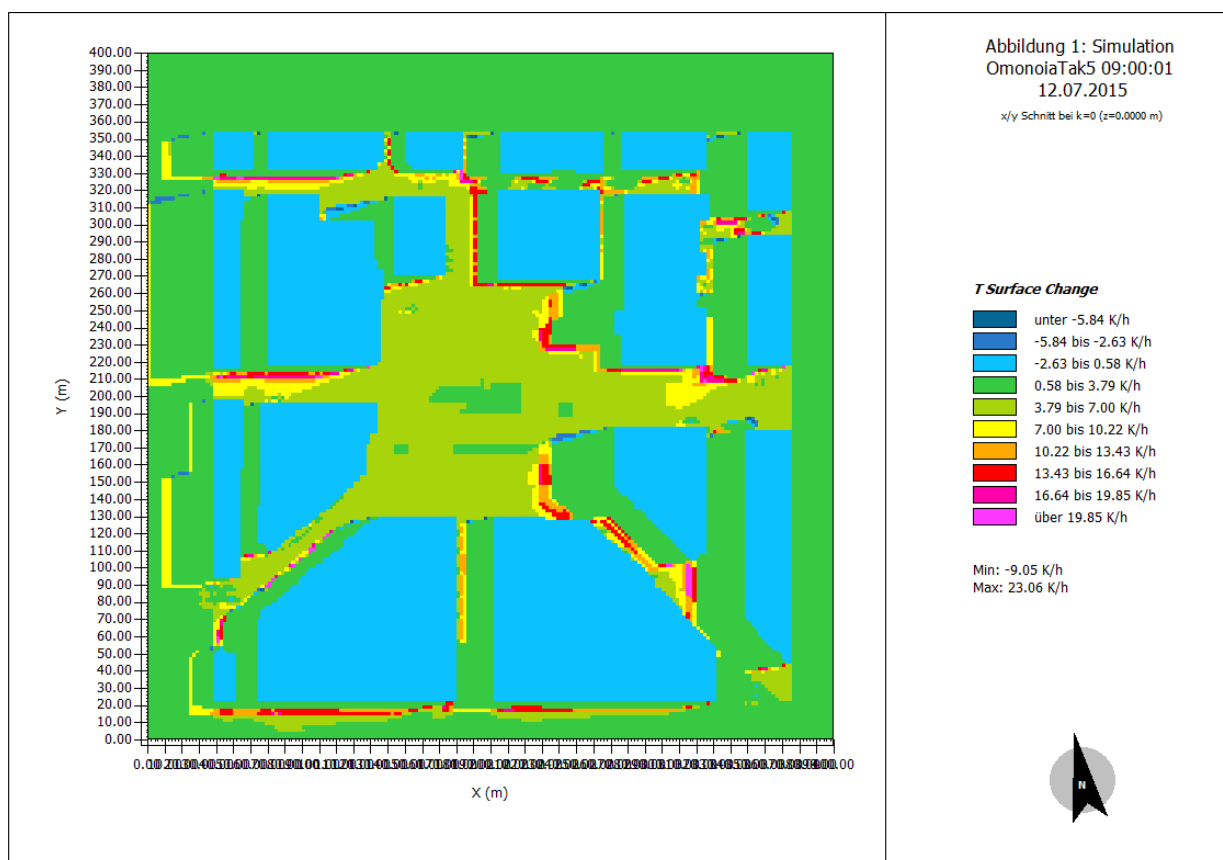 Abbildung 1: Simulation
OmonoiaTak5 09:00:01
12.07.2015
x/y Schnitt bei k=0 (z=0.0000 m)
400.00
390.00
380.00
370.00
360.00
350.00
340.00
330.00
320.00
310.00
300.00
290.00
280.00
270.00
260.00
250.00
240.00
230.00
220.00
210.00
200.00
190.00
180.00
170.00
160.00
150.00
140.00
130.00
120.00
110.00
100.00
90.00
80.00
70.00
60.00
50.00
40.00
30.00
20.00
10.00
0.00
Y (m)
X (m)
T Surface Change
unter -5.84 K/h
-5.84 bis -2.63 K/h
-2.63 bis 0.58 K/h
0.58 bis 3.79 K/h
3.79 bis 7.00 K/h
7.00 bis 10.22 K/h
10.22 bis 13.43 K/h
13.43 bis 16.64 K/h
16.64 bis 19.85 K/h
über 19.85 K/h
Min: -9.05 K/h
Max: 23.06 K/h
N